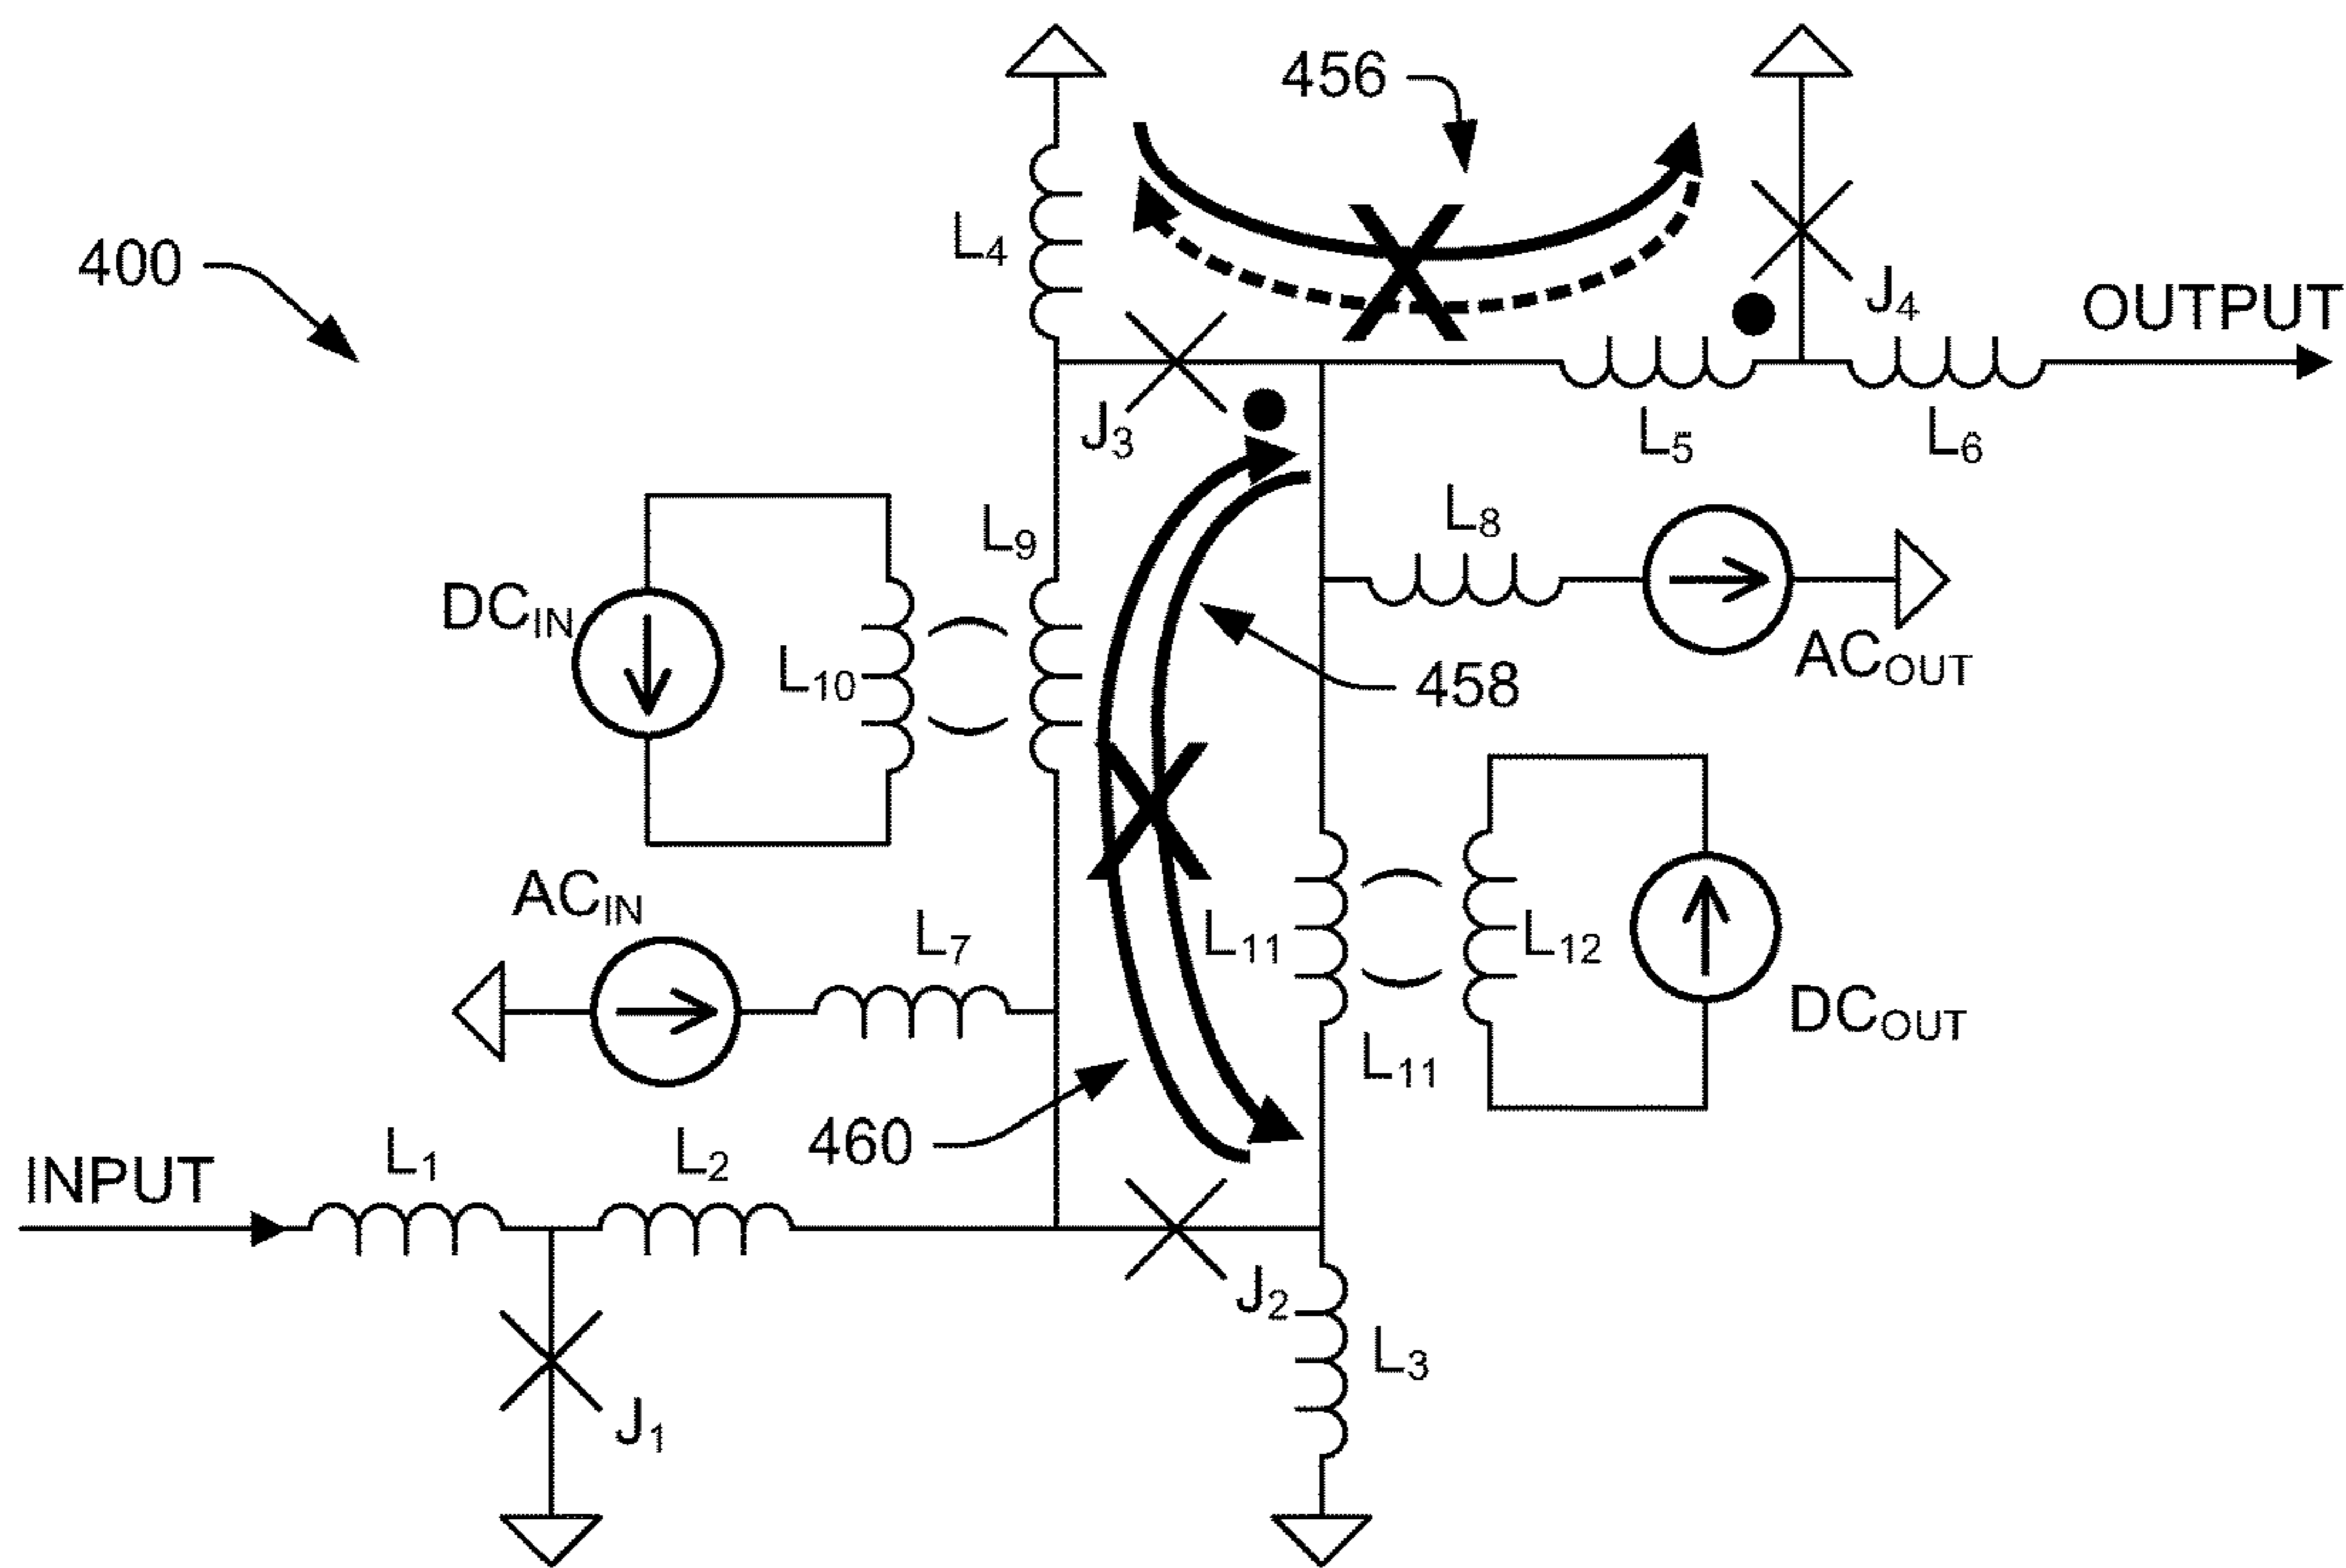 456
400
L4
J4
OUTPUT
J3
L5
L6
L9
L8
DCIN
L10
ACOUT
458
ACIN
L7
L11
L12
DCOUT
L11
460
INPUT
L1
L2
J2
L3
J1